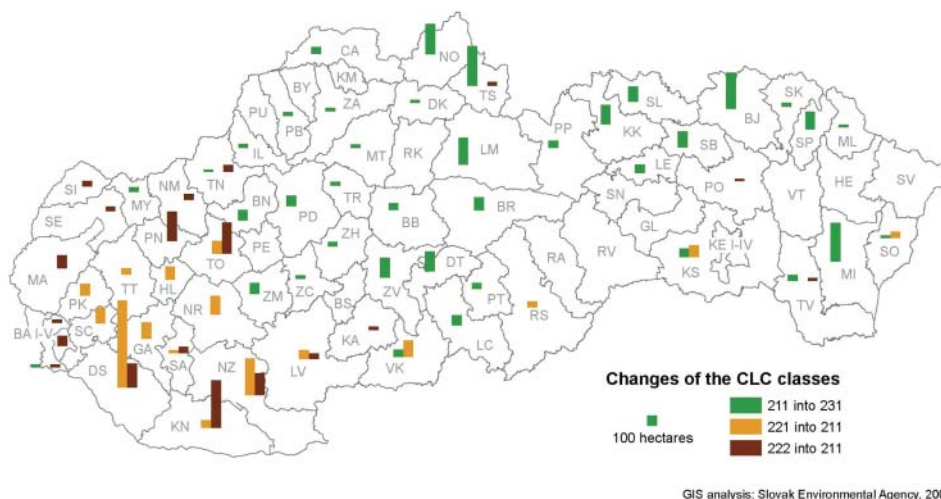 CA
NO
BY
KM
TS
PU
PB
ZA
DK
SL
BJ
SK
PP
KK
SP
ML
IL
MT
RK
LM
SB
LE
SI
NM
TN
SN
PO
VT
HE
SV
SE
MY
BN
PD
TR
BB
BR
GL
PN
TO
PE
ZH
RA
RV
KE I-IV
KS
MI
SO
MA
TT
HL
ZM
ZC
ZV
DT
TV
PK
NR
BS
PT
RS
BA I-V
SC
GA
SA
KA
LC
DS
NZ
LV
VK
KN
Changes of the CLC classes
211 into 231
221 into 211
100 hectares
222 into 211
GIS analysis: Slovak Environmental Agency, 200